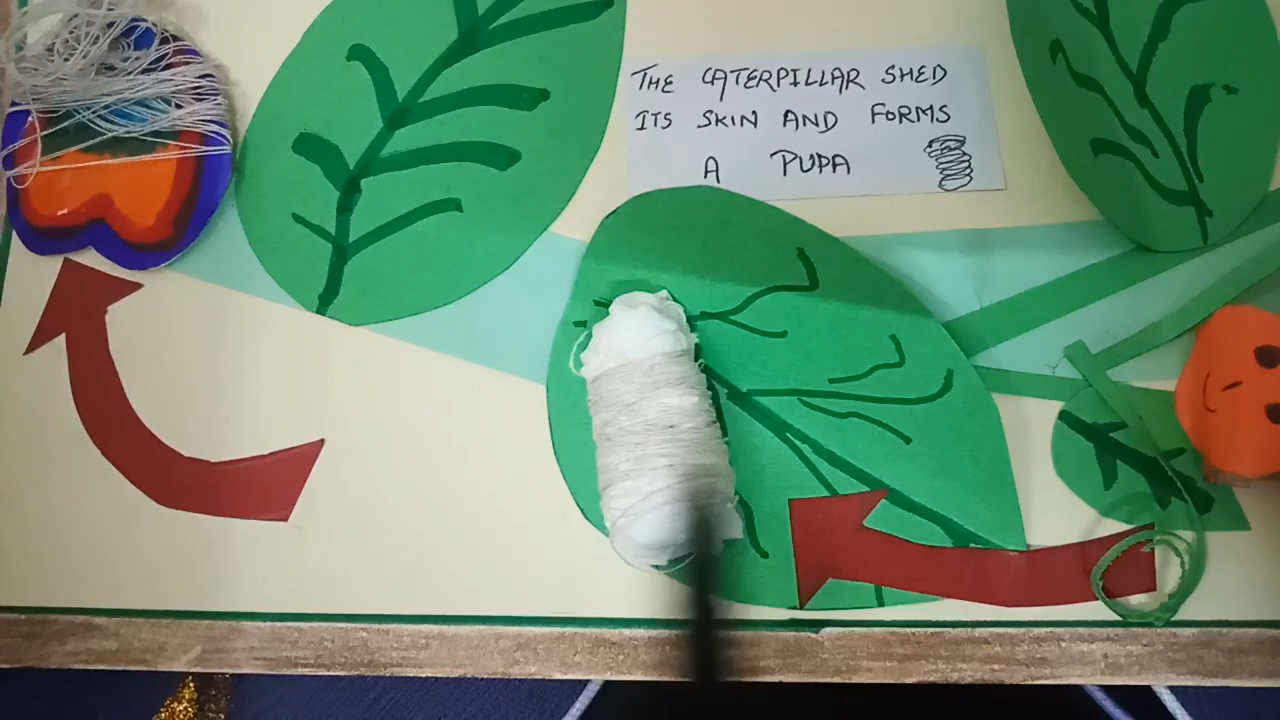 THE CATERPILLAR SHED
ITS SKIN AND FORMS
A PUPA